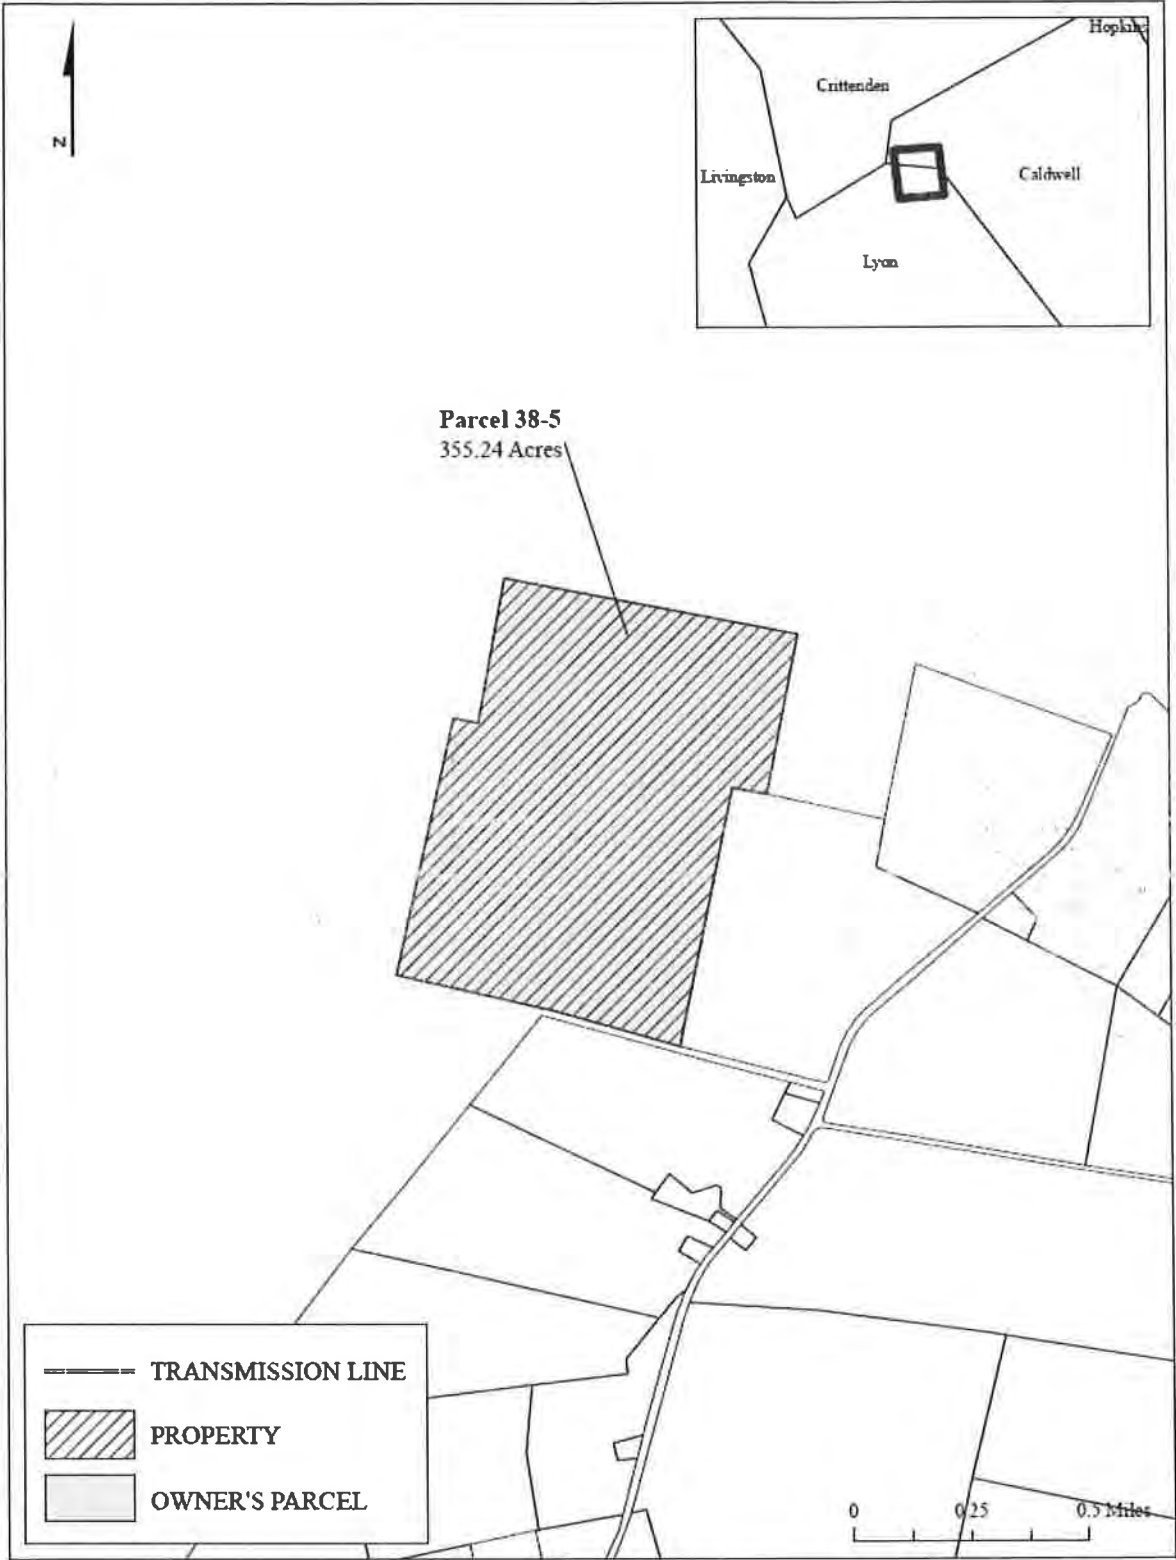 N
Hopkins
Crittenden
Livingston
Caldwell
Lyon
Parcel 38-5
355.24 Acres
TRANSMISSION LINE
PROPERTY
OWNER'S PARCEL
0 0.25 0.5 Miles